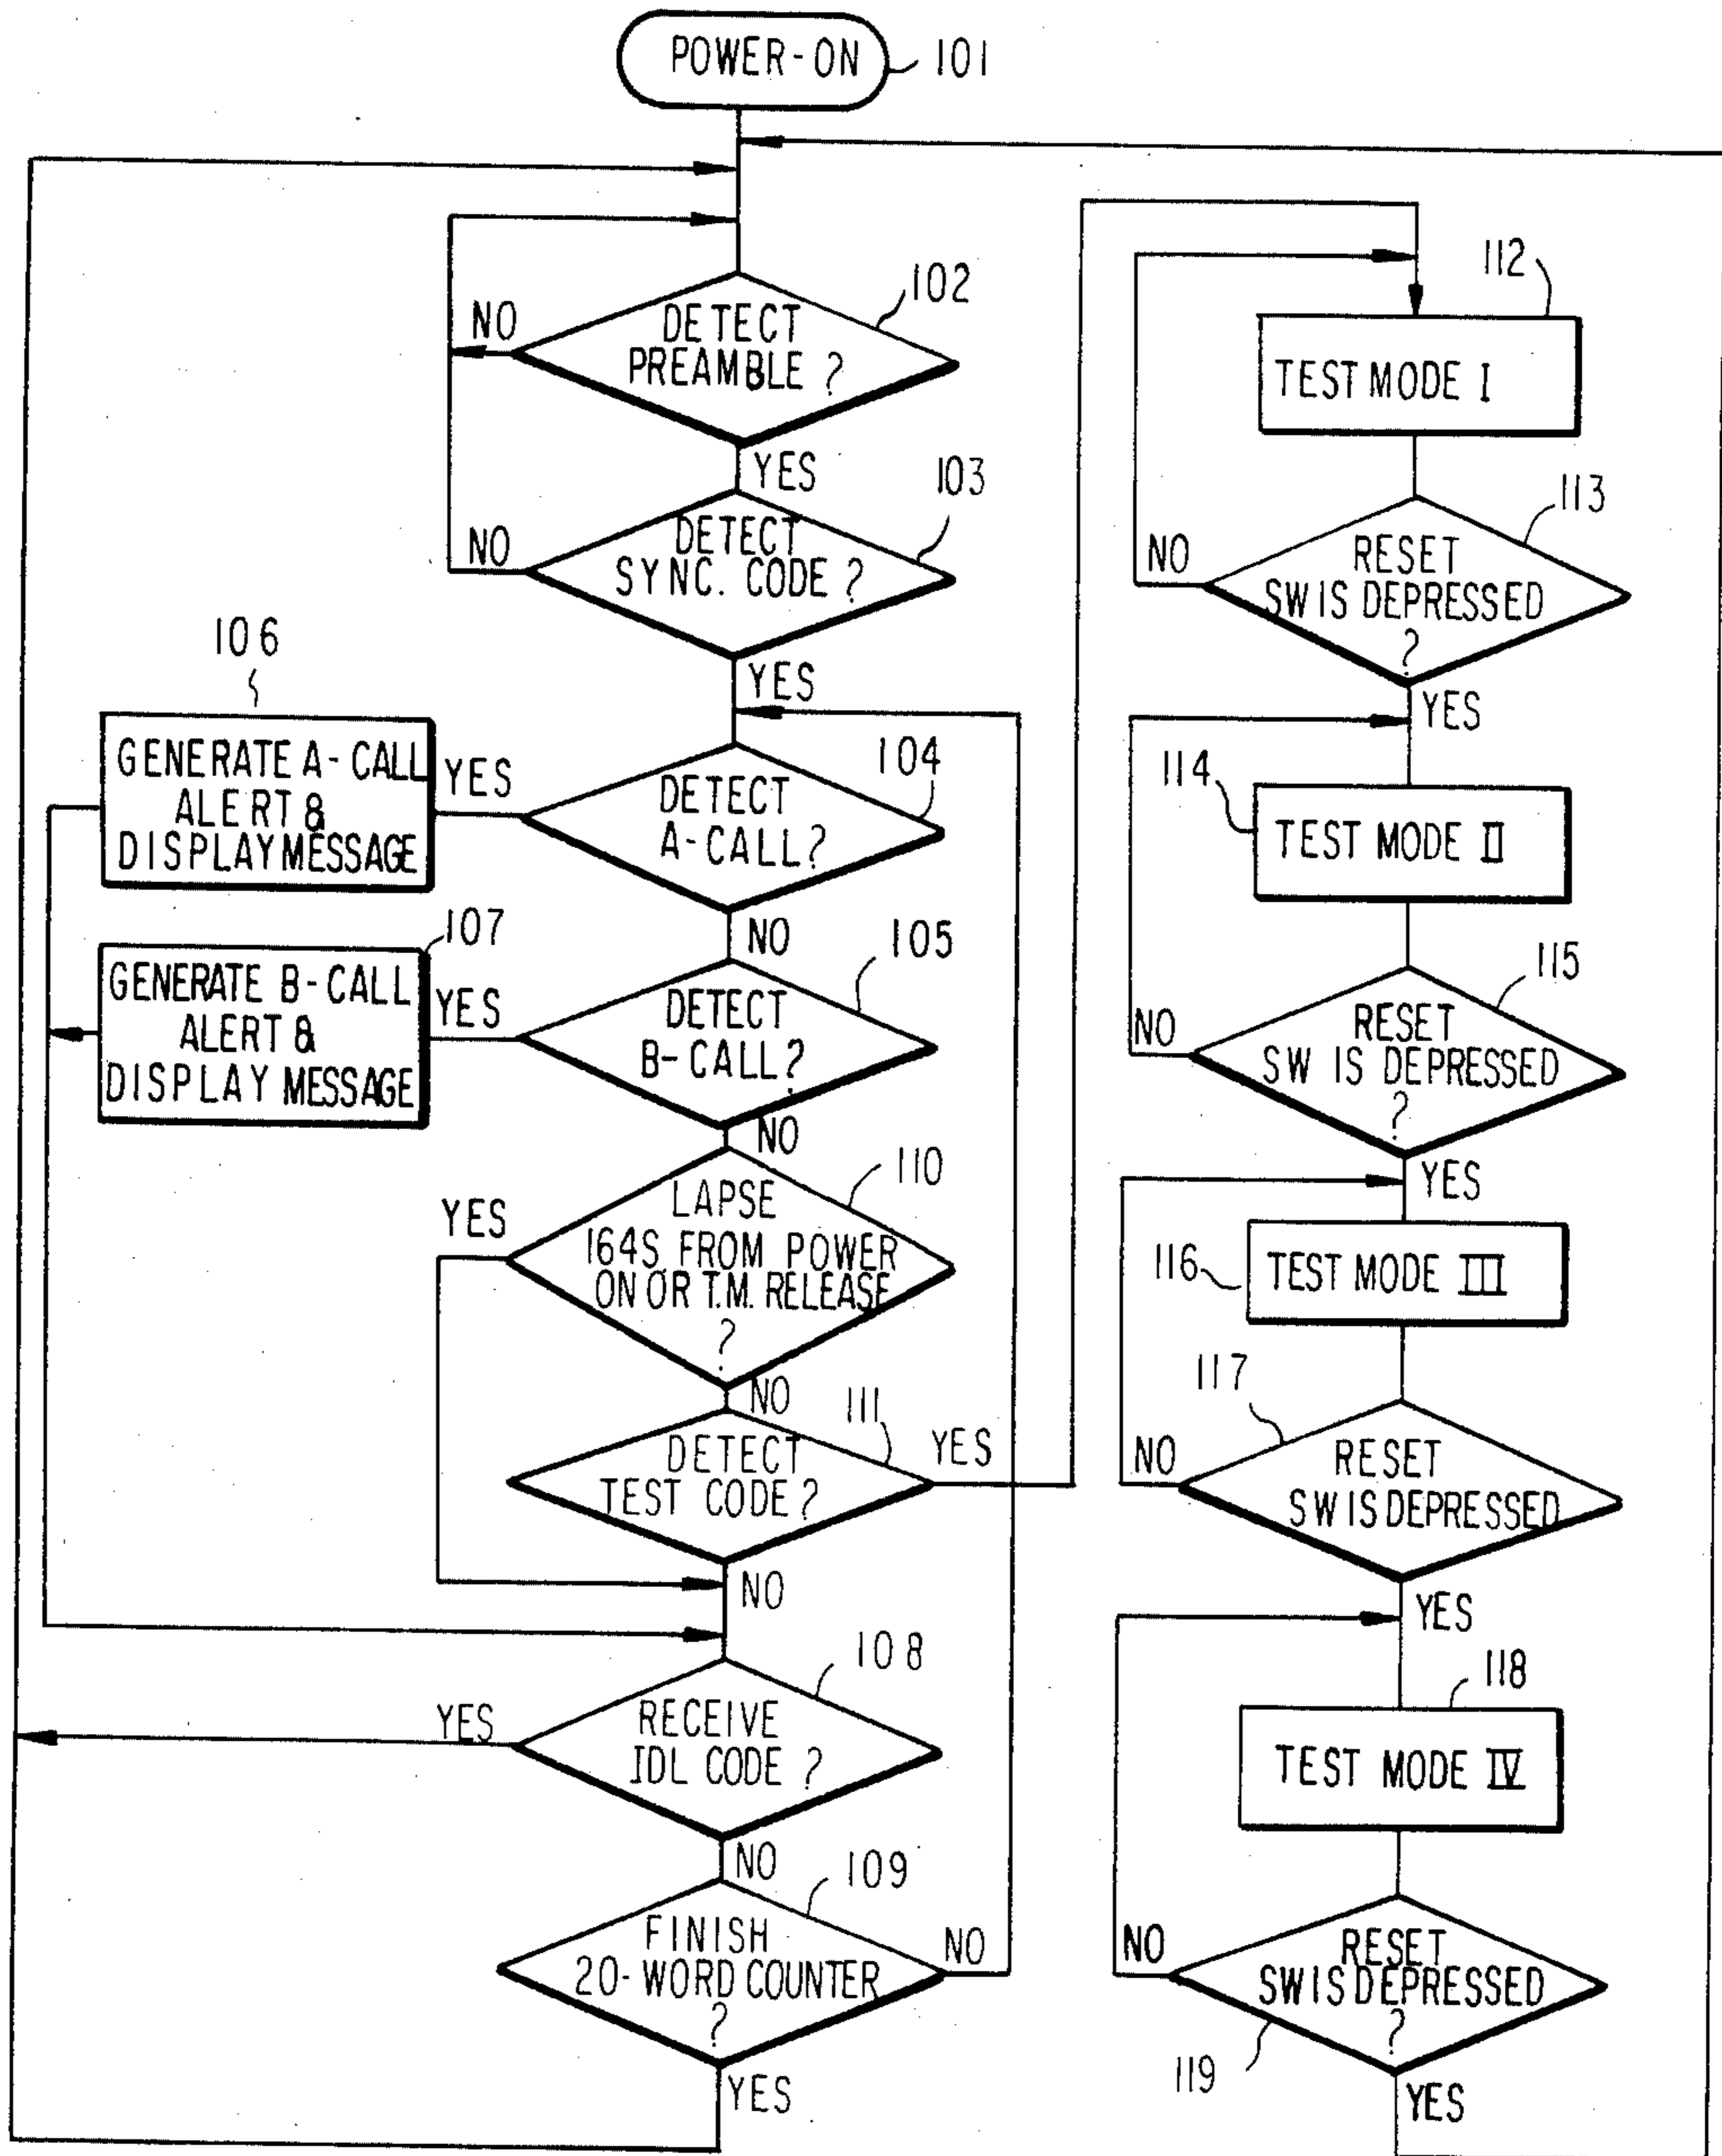 POWER-ON
101
DETECT
PREAMBLE ?
102
NO
YES
DETECT
SYNC. CODE ?
103
NO
YES
DETECT
A-CALL?
104
YES
106
GENERATE A-CALL
ALERT &
DISPLAY MESSAGE
NO
DETECT
B-CALL?
105
YES
107
GENERATE B-CALL
ALERT &
DISPLAY MESSAGE
NO
LAPSE
164S FROM POWER
ON OR T.M. RELEASE
?
110
YES
NO
DETECT
TEST CODE ?
111
YES
NO
RECEIVE
IDL CODE ?
108
YES
NO
FINISH
20-WORD COUNTER
?
109
NO
YES
112
TEST MODE I
RESET
SW IS DEPRESSED
?
113
NO
YES
114
TEST MODE II
RESET
SW IS DEPRESSED
?
115
NO
YES
116
TEST MODE III
117
RESET
SW IS DEPRESSED
NO
YES
118
TEST MODE IV
RESET
SW IS DEPRESSED
?
119
NO
YES